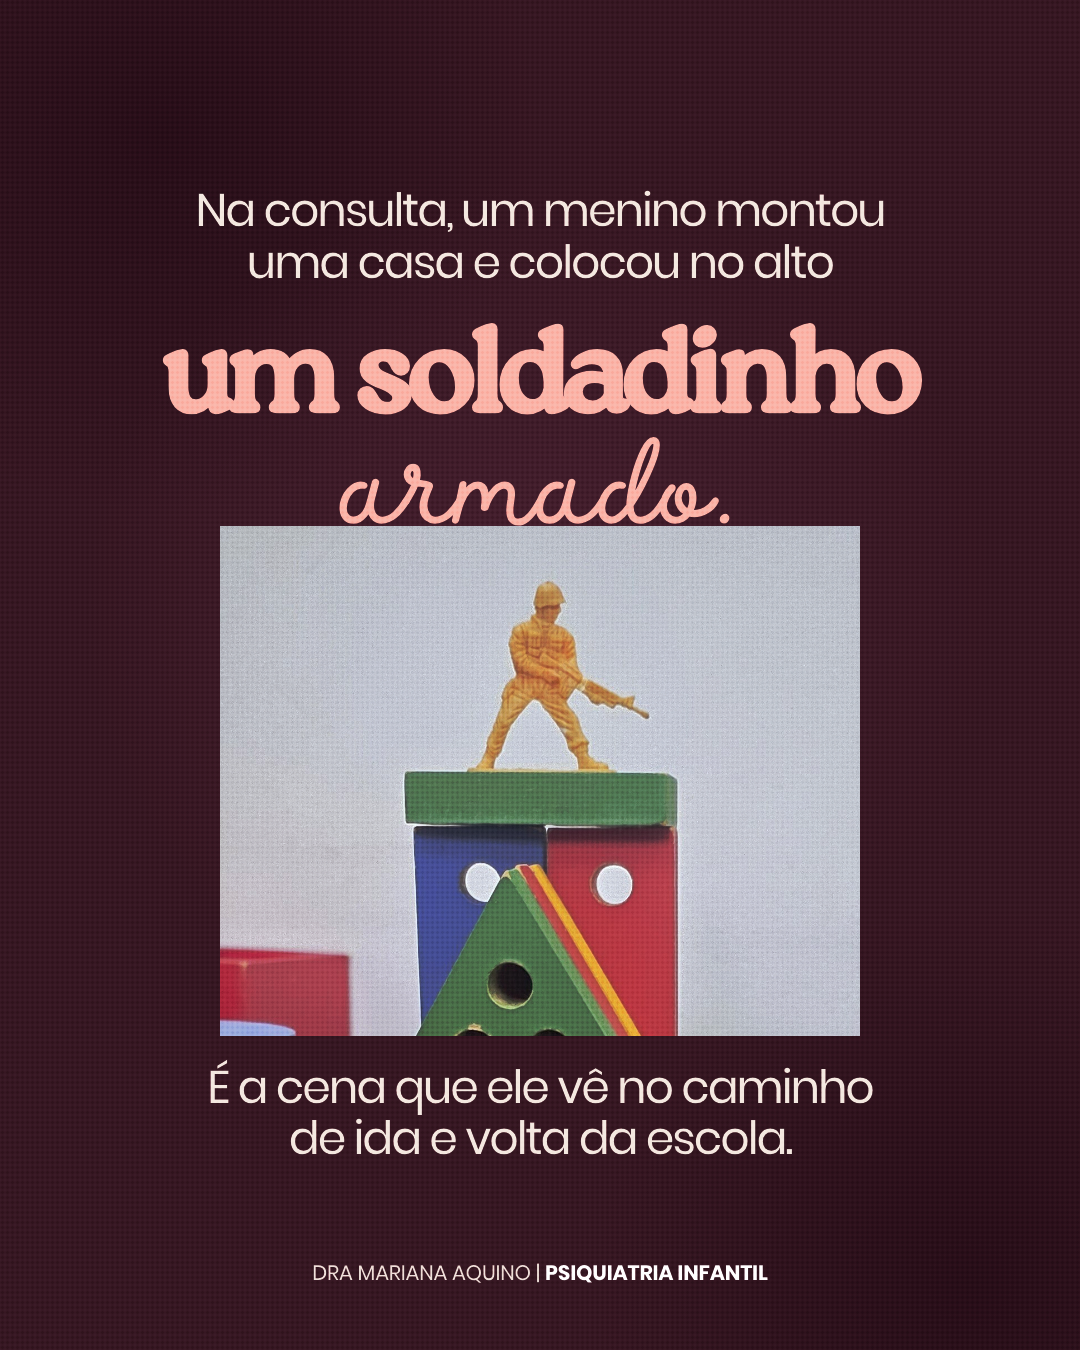 Na consulta, um menino montou
uma casa e colocou no alto
um soldadinho
armado.
É a cena que ele vê no caminho
de ida e volta da escola.
DRA MARIANA AQUINO | PSIQUIATRIA INFANTIL